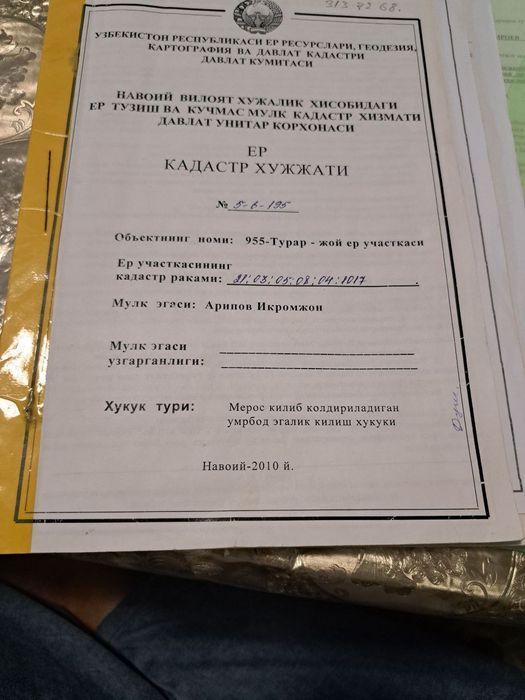 313 72 68.
УЗБЕКИСТОН РЕСПУБЛИКАСИ ЕР РЕСУРСЛАРИ, ГЕОДЕЗИЯ,
КАРТОГРАФИЯ ВА ДАВЛАТ КАДАСТРИ
ДАВЛАТ КУМИТАСИ
НАВОИЙ ВИЛОЯТ ХУЖАЛИК ХИСОБИДАГИ
ЕР ТУЗИШ ВА КУЧМАС МУЛК КАДАСТР ХИЗМАТИ
ДАВЛАТ УНИТАР КОРХОНАСИ
ЕР
КАДАСТР ХУЖЖАТИ
№ 5-6-195
Объектнинг номи: 955-Турар - жой ер участкаси
Ер участкасининг
кадастр раками: 21:03:05:08:04:1017.
Мулк эгаси: Арипов Икромжон
Мулк эгаси
узгарганлиги:
Хукук тури: Мерос килиб колдириладиган
умрбод эгалик килиш хукуки
Навоий-2010 й.